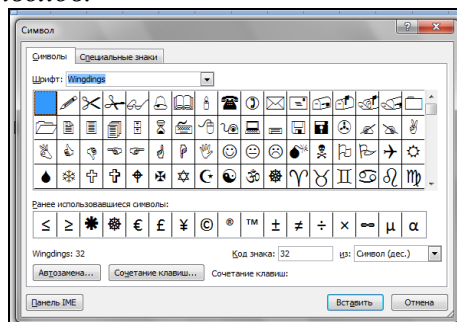 Символ
Символы Специальные знаки
Шрифт: Wingdings
Ранее использовавшиеся символы:
≤ ≥ ✱ ❁ € £ ¥ © ® ™ ± ≠ ÷ × ∞ µ α
Wingdings: 32 Код знака: 32 из: Символ (дес.)
Автозамена... Сочетание клавиш... Сочетание клавиш:
Панель IME Вставить Отмена